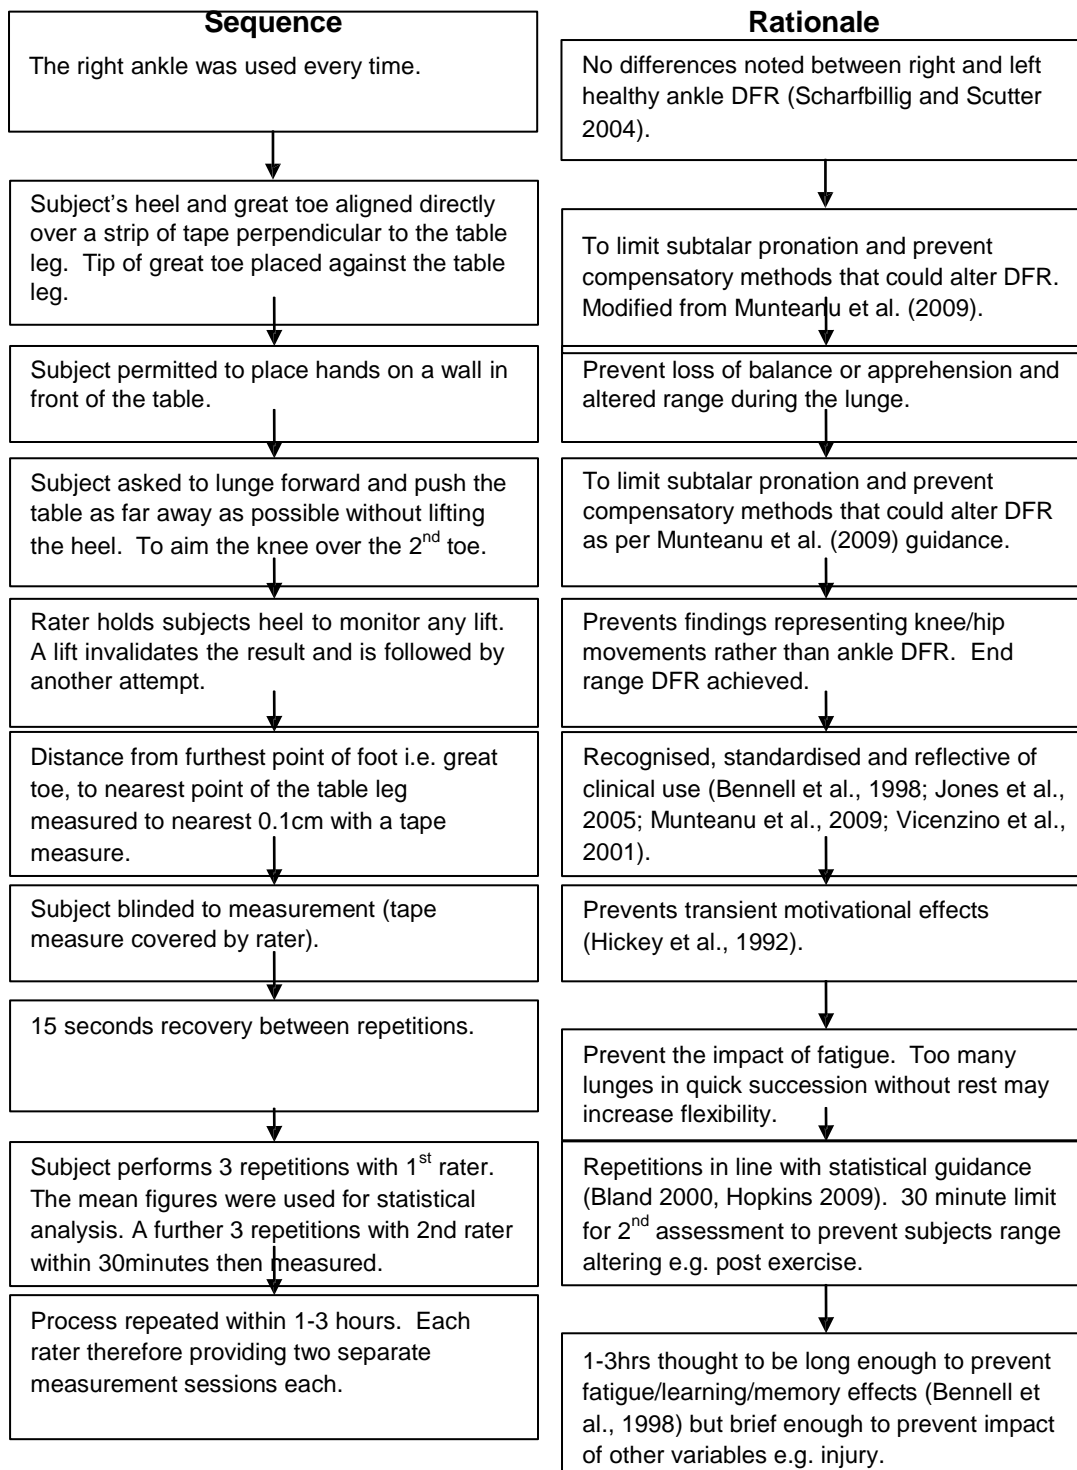 Sequence
The right ankle was used every time.
Subject's heel and great toe aligned directly
over a strip of tape perpendicular to the table
leg.  Tip of great toe placed against the table
leg.
Subject permitted to place hands on a wall in
front of the table.
Subject asked to lunge forward and push the
table as far away as possible without lifting
the heel.  To aim the knee over the 2nd toe.
Rater holds subjects heel to monitor any lift.
A lift invalidates the result and is followed by
another attempt.
Distance from furthest point of foot i.e. great
toe, to nearest point of the table leg
measured to nearest 0.1cm with a tape
measure.
Subject blinded to measurement (tape
measure covered by rater).
15 seconds recovery between repetitions.
Subject performs 3 repetitions with 1st rater.
The mean figures were used for statistical
analysis. A further 3 repetitions with 2nd rater
within 30minutes then measured.
Process repeated within 1-3 hours.  Each
rater therefore providing two separate
measurement sessions each.
Rationale
No differences noted between right and left
healthy ankle DFR (Scharfbillig and Scutter
2004).
To limit subtalar pronation and prevent
compensatory methods that could alter DFR.
Modified from Munteanu et al. (2009).
Prevent loss of balance or apprehension and
altered range during the lunge.
To limit subtalar pronation and prevent
compensatory methods that could alter DFR
as per Munteanu et al. (2009) guidance.
Prevents findings representing knee/hip
movements rather than ankle DFR.  End
range DFR achieved.
Recognised, standardised and reflective of
clinical use (Bennell et al., 1998; Jones et al.,
2005; Munteanu et al., 2009; Vicenzino et al.,
2001).
Prevents transient motivational effects
(Hickey et al., 1992).
Prevent the impact of fatigue.  Too many
lunges in quick succession without rest may
increase flexibility.
Repetitions in line with statistical guidance
(Bland 2000, Hopkins 2009).  30 minute limit
for 2nd assessment to prevent subjects range
altering e.g. post exercise.
1-3hrs thought to be long enough to prevent
fatigue/learning/memory effects (Bennell et
al., 1998) but brief enough to prevent impact
of other variables e.g. injury.